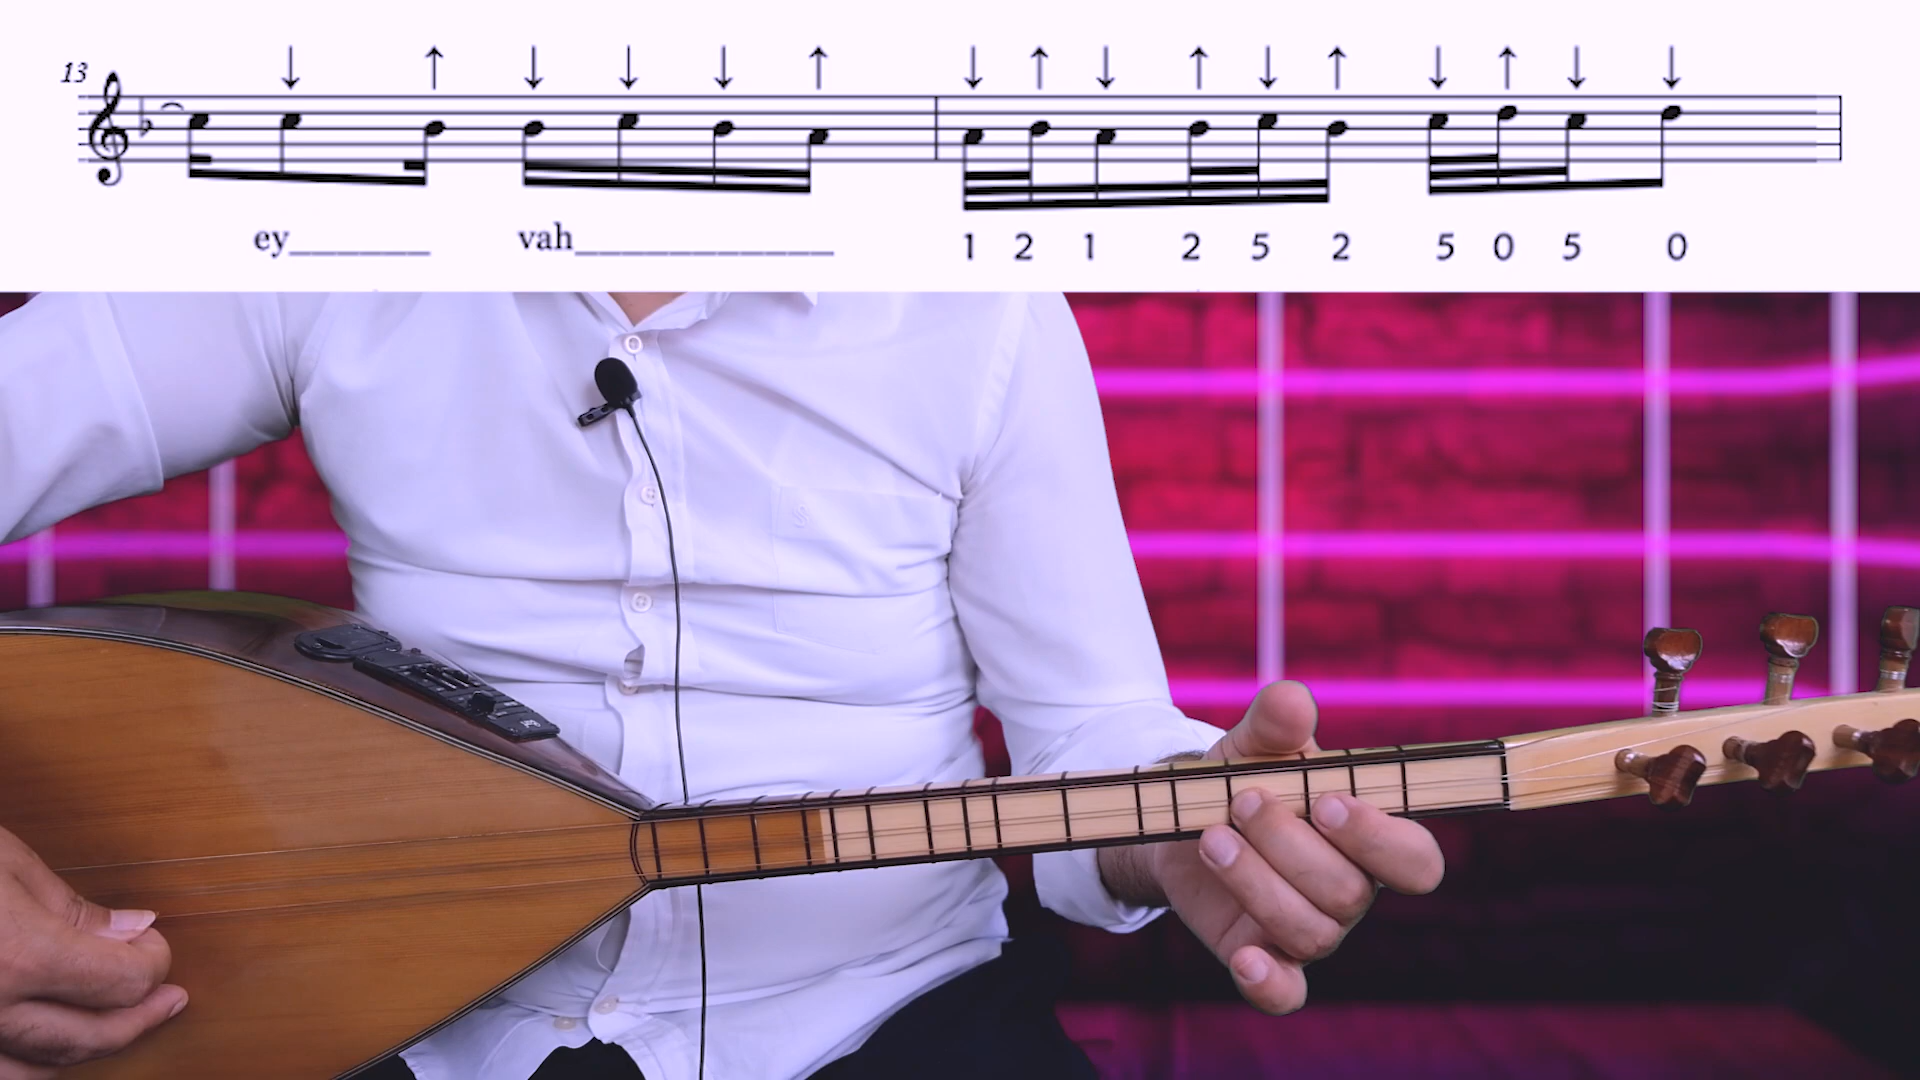 13
↓ ↑ ↓ ↓ ↓ ↑ ↓ ↑ ↓ ↑ ↓ ↑ ↓ ↑ ↓ ↓
ey______ vah____________ 1 2 1 2 5 2 5 0 5 0